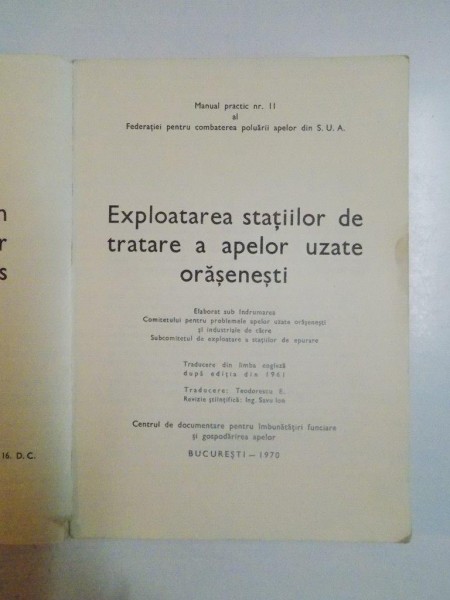 n
r
s
16. D.C.
Manual practic nr. 11
al
Federației pentru combaterea poluării apelor din S. U. A.
Exploatarea stațiilor de
tratare a apelor uzate
orășenești
Elaborat sub îndrumarea
Comitetului pentru problemele apelor uzate orășenești
și industriale de către
Subcomitetul de exploatare a stațiilor de epurare
Traducere din limba engleză
după ediția din 1961
Traducere: Teodorescu E.
Revizie științifică: Ing. Savu Ion
Centrul de documentare pentru îmbunătățiri funciare
și gospodărirea apelor
BUCUREȘTI — 1970